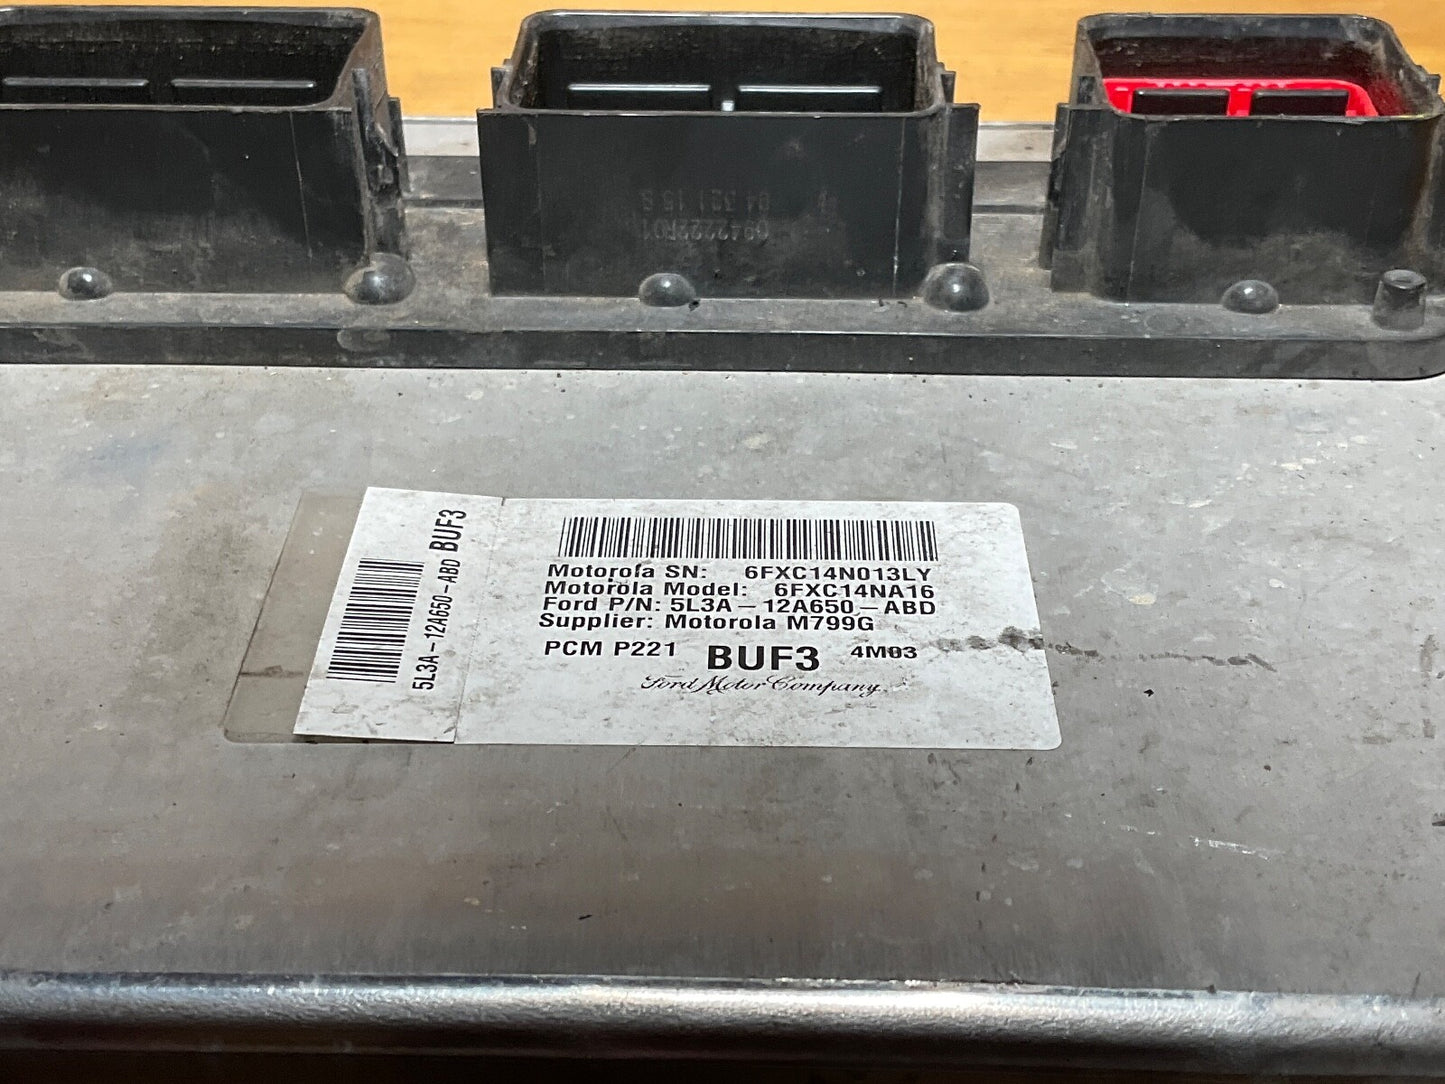 5L3A-12A650-ABD BUF3
Motorola SN: 6FXC14N013LY
Motorola Model: 6FXC14NA16
Ford P/N: 5L3A-12A650-ABD
Supplier: Motorola M799G
PCM P221 BUF3 4M03
Ford Motor Company